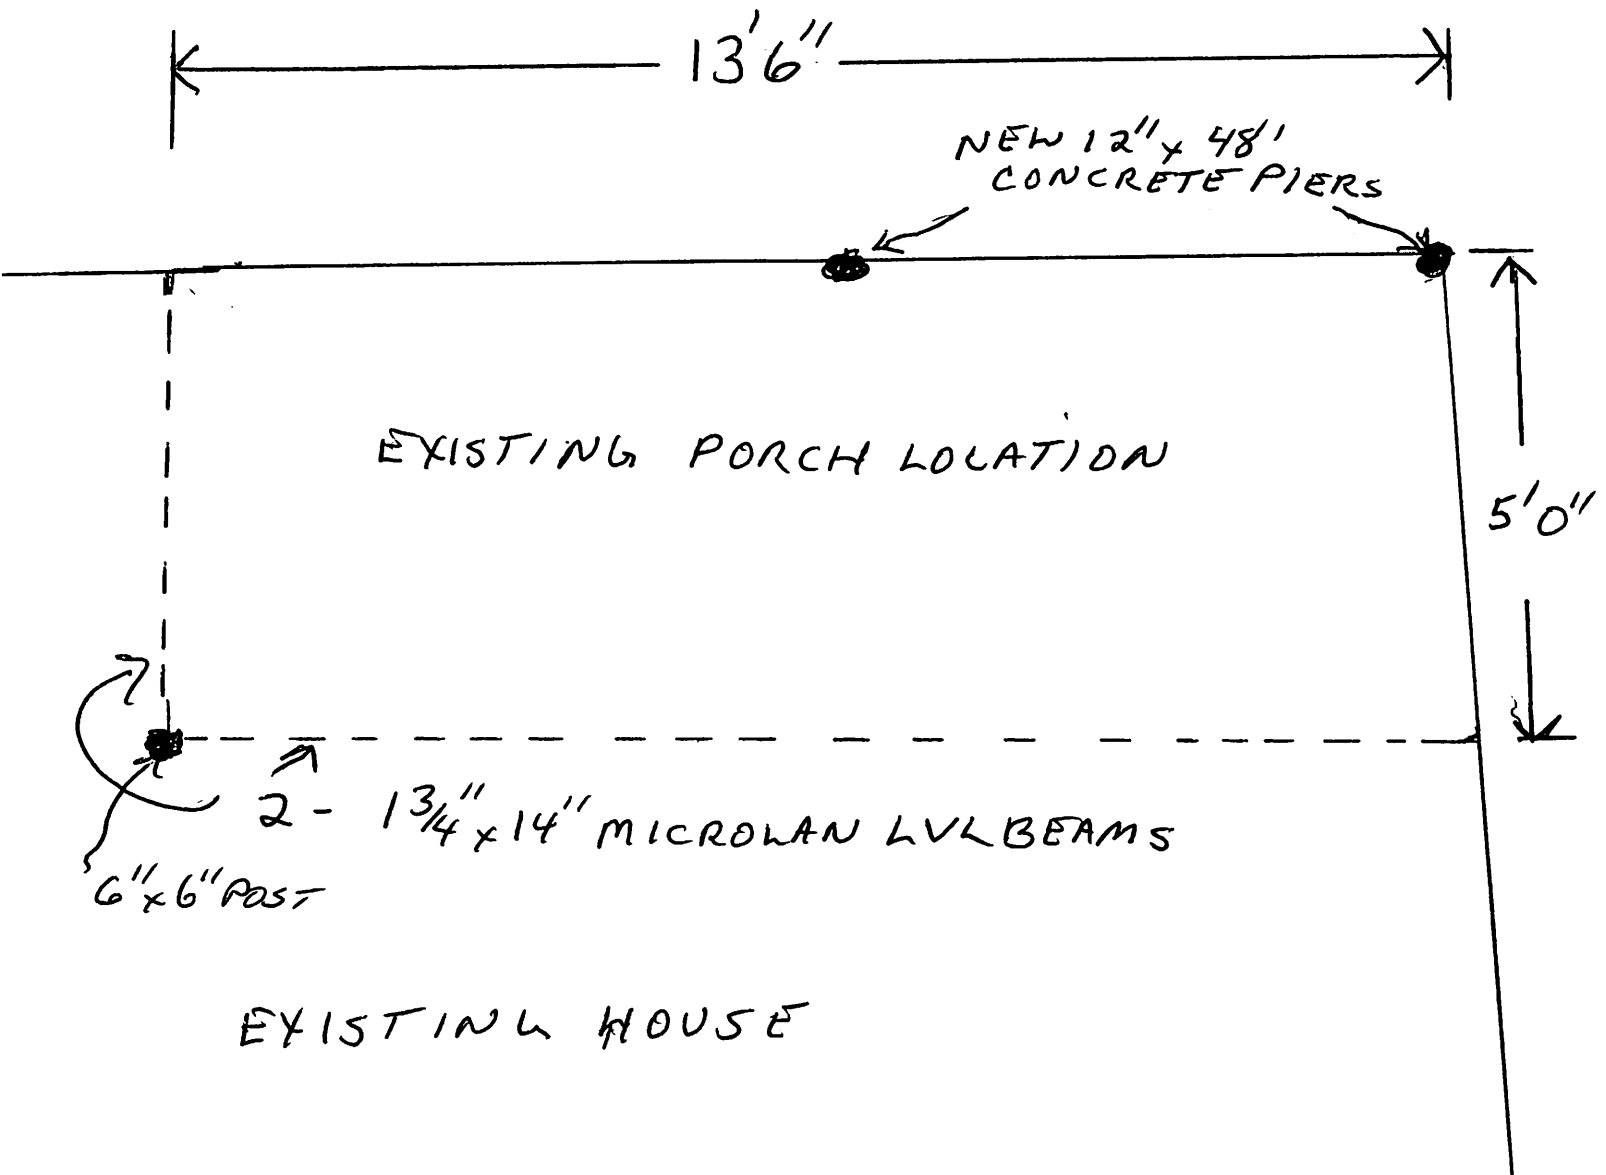 13'6"
NEW 12" x 48"
CONCRETE PIERS
EXISTING PORCH LOCATION
5'0"
2 - 1 3/4" x 14" MICROLAN LVL BEAMS
6" x 6" POST
EXISTING HOUSE